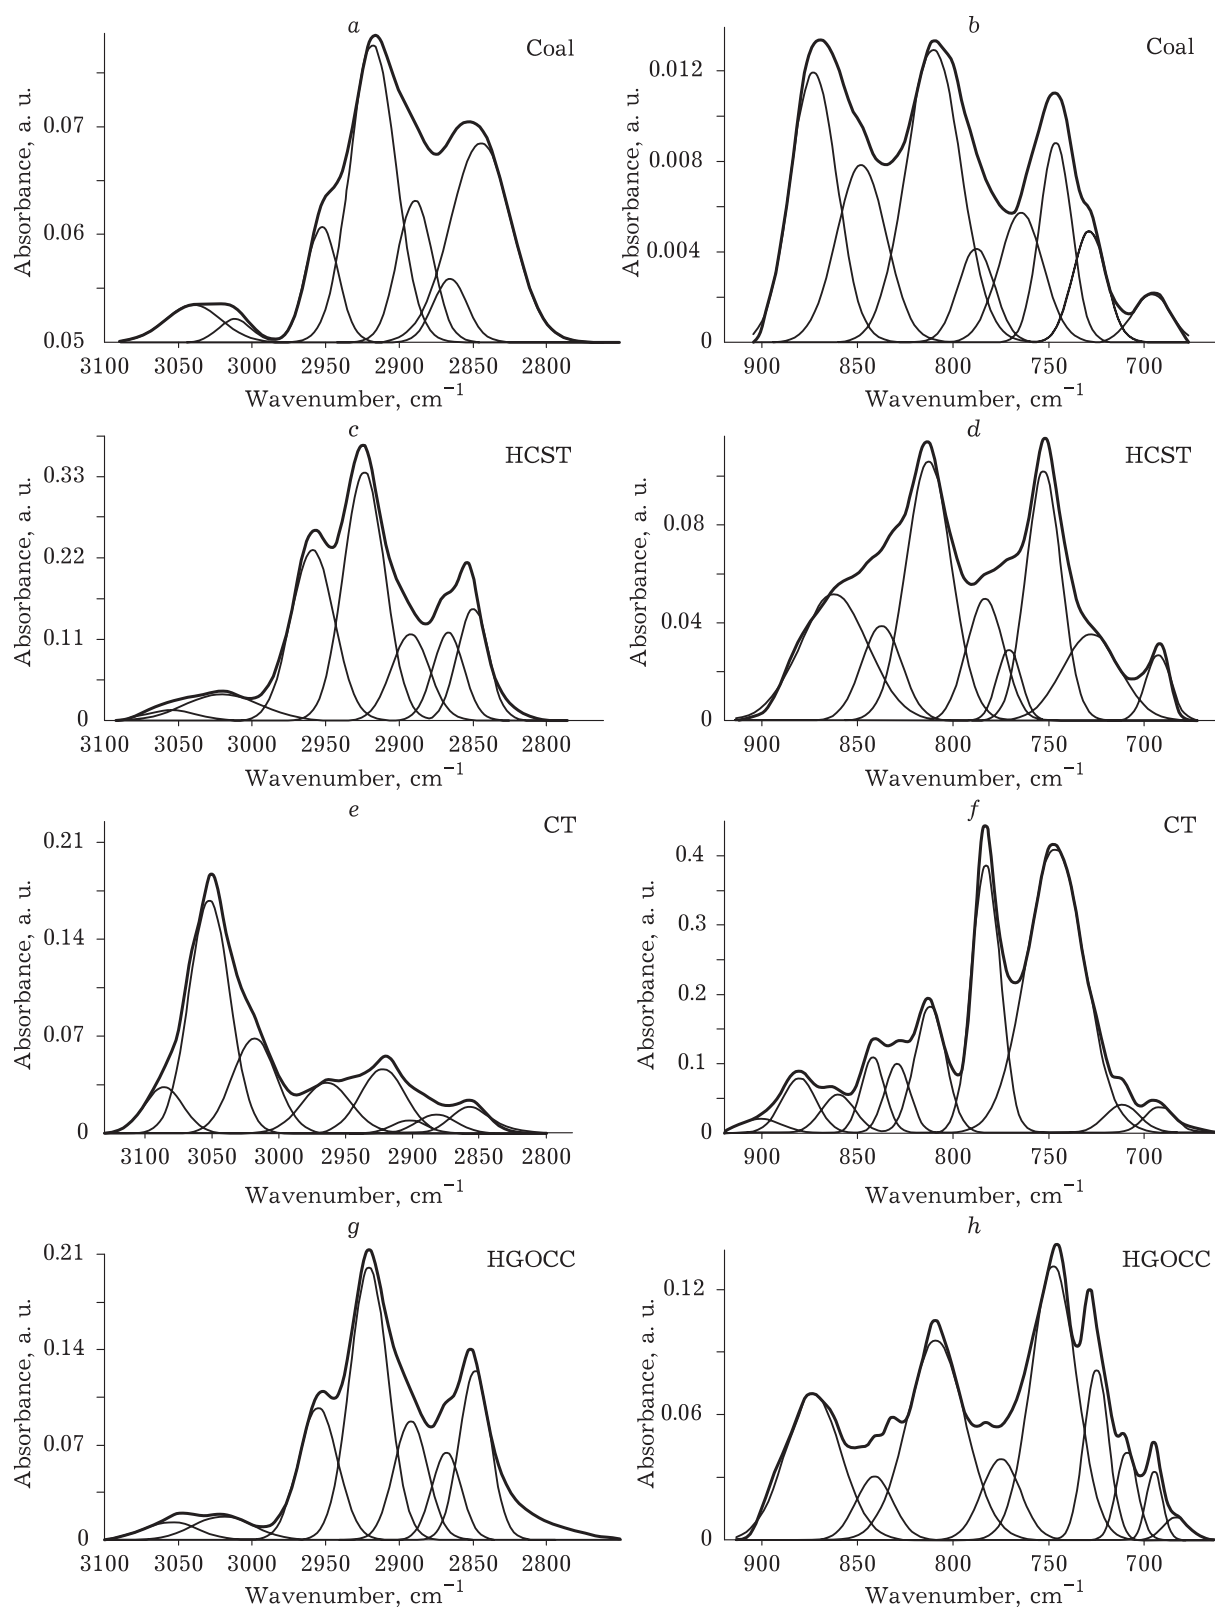 a
Coal
Absorbance, a. u.
0.07
0.06
0.05
3100 3050 3000 2950 2900 2850 2800
Wavenumber, cm−1
b
Coal
Absorbance, a. u.
0.012
0.008
0.004
0
900 850 800 750 700
Wavenumber, cm−1
c
HCST
Absorbance, a. u.
0.33
0.22
0.11
0
3100 3050 3000 2950 2900 2850 2800
Wavenumber, cm−1
d
HCST
Absorbance, a. u.
0.08
0.04
0
900 850 800 750 700
Wavenumber, cm−1
e
CT
Absorbance, a. u.
0.21
0.14
0.07
0
3100 3050 3000 2950 2900 2850 2800
Wavenumber, cm−1
f
CT
Absorbance, a. u.
0.4
0.3
0.2
0.1
0
900 850 800 750 700
Wavenumber, cm−1
g
HGOCC
Absorbance, a. u.
0.21
0.14
0.07
0
3100 3050 3000 2950 2900 2850 2800
Wavenumber, cm−1
h
HGOCC
Absorbance, a. u.
0.12
0.06
0
900 850 800 750 700
Wavenumber, cm−1